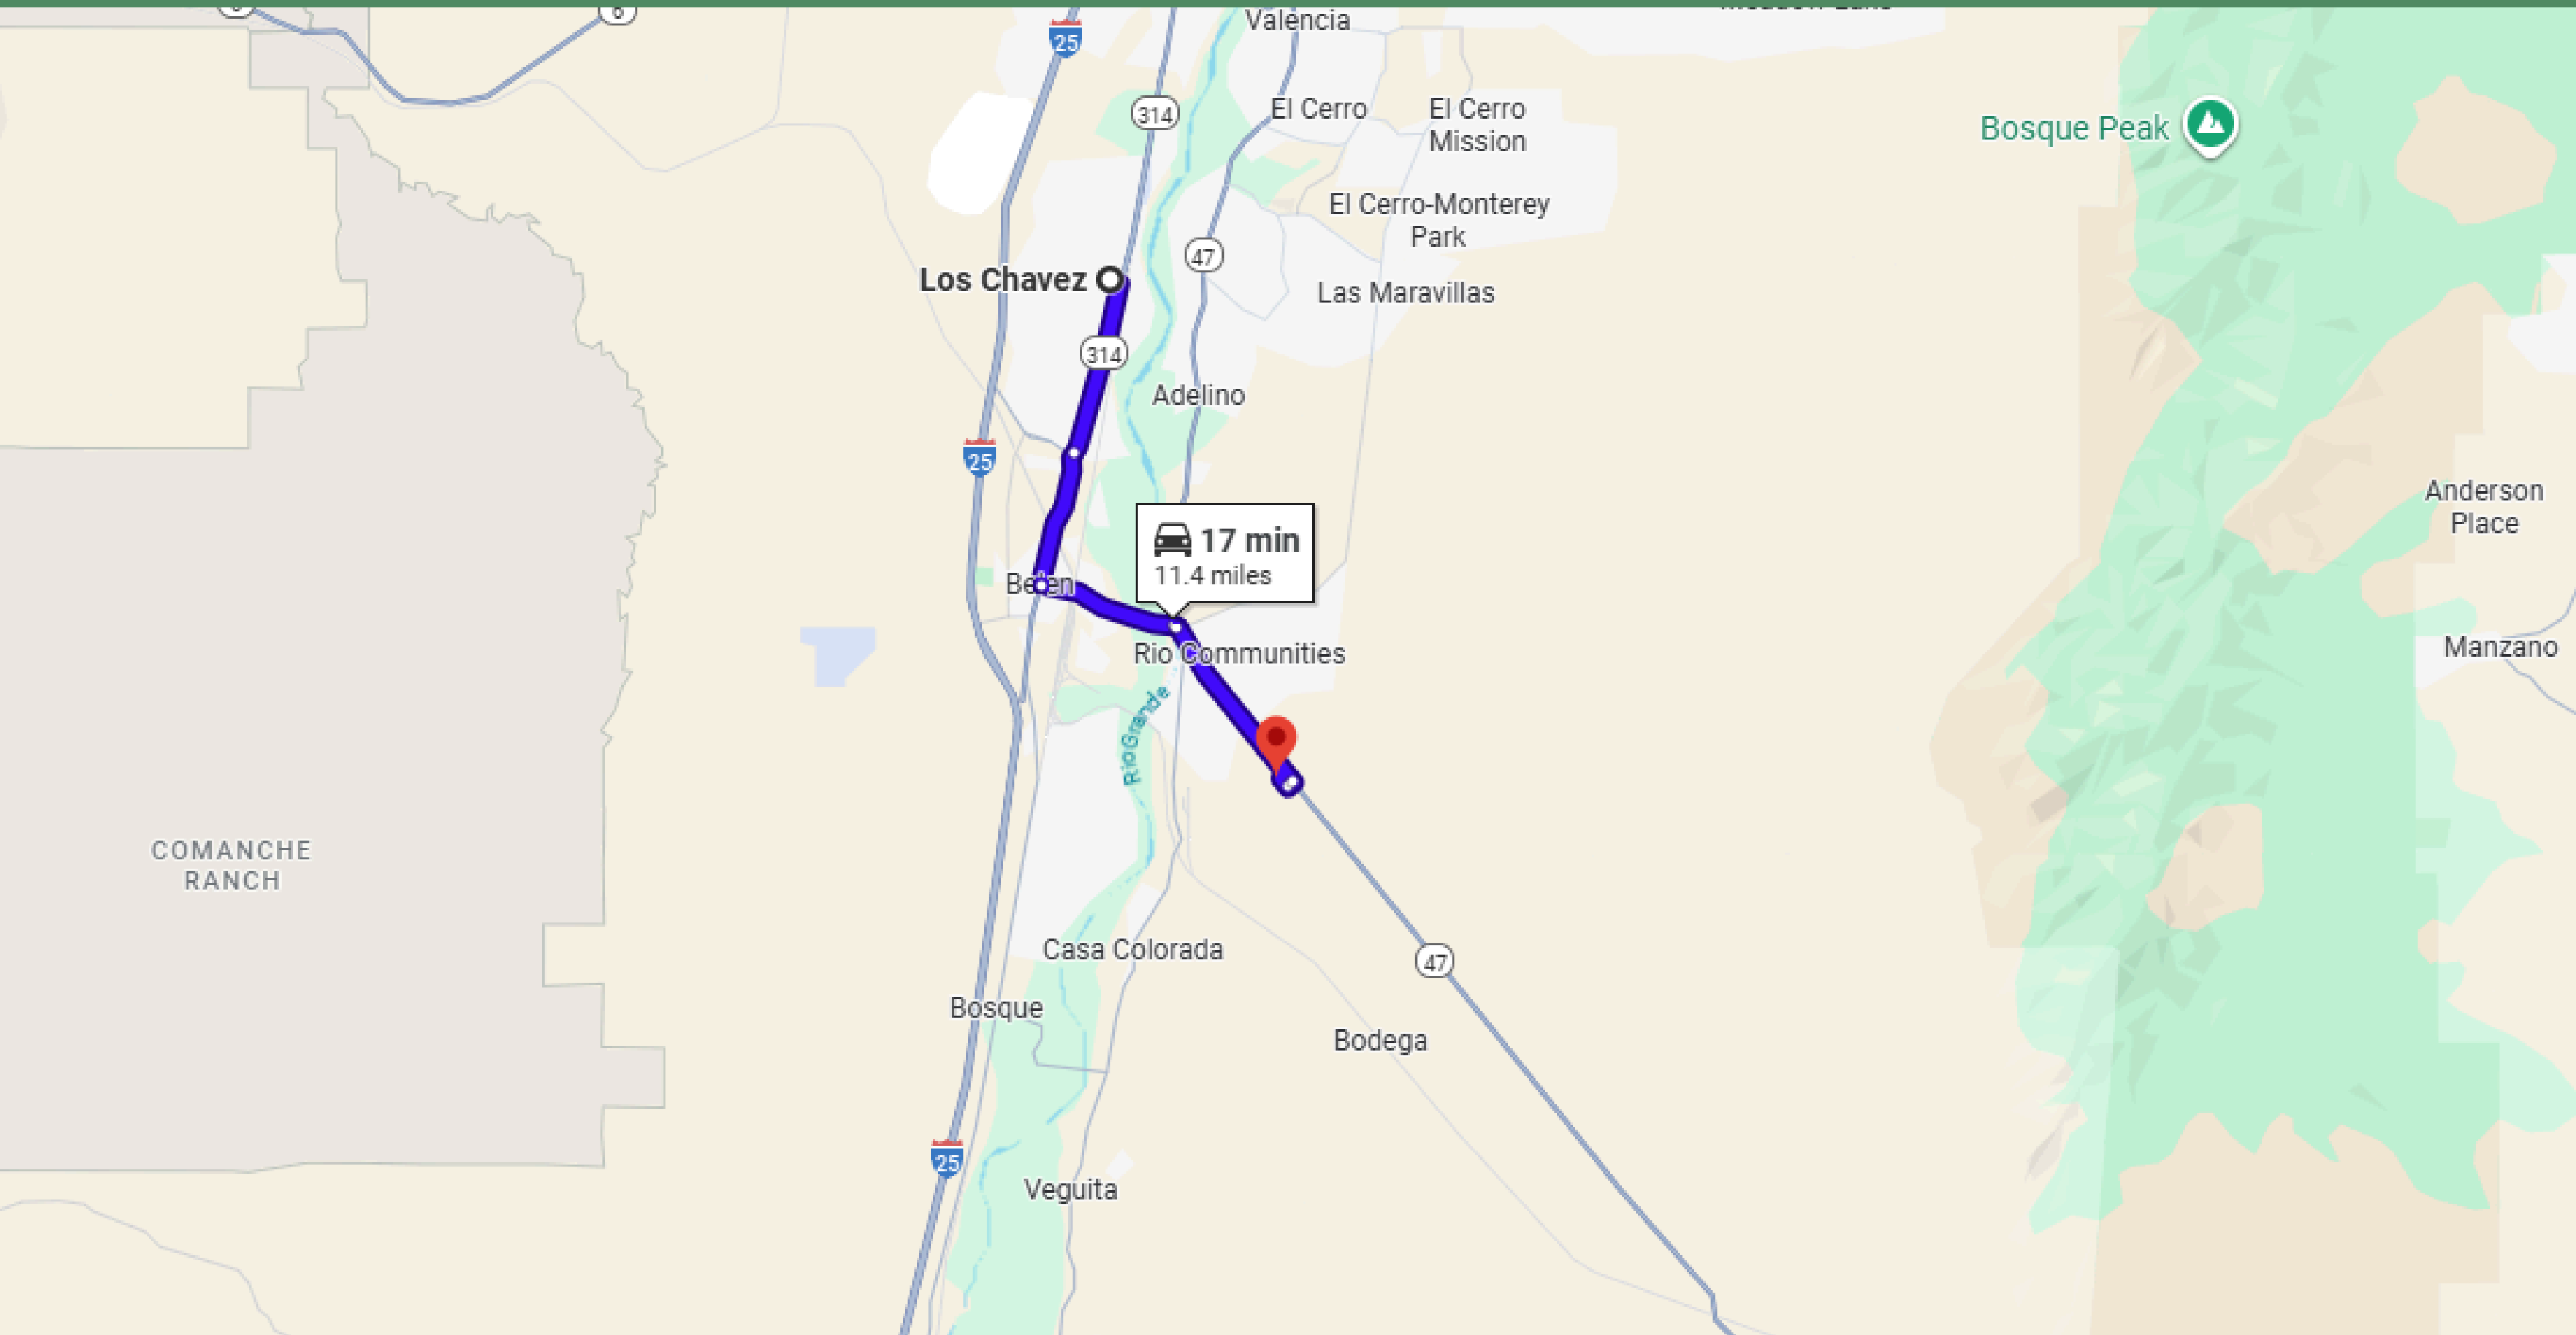 6
Valencia
25
314
El Cerro
El Cerro
Mission
Bosque Peak
El Cerro-Monterey
Park
47
Los Chavez
Las Maravillas
314
Adelino
25
Anderson
Place
17 min
11.4 miles
Belen
Rio Communities
Manzano
Rio Grande
COMANCHE
RANCH
Casa Colorada
47
Bosque
Bodega
25
Veguita